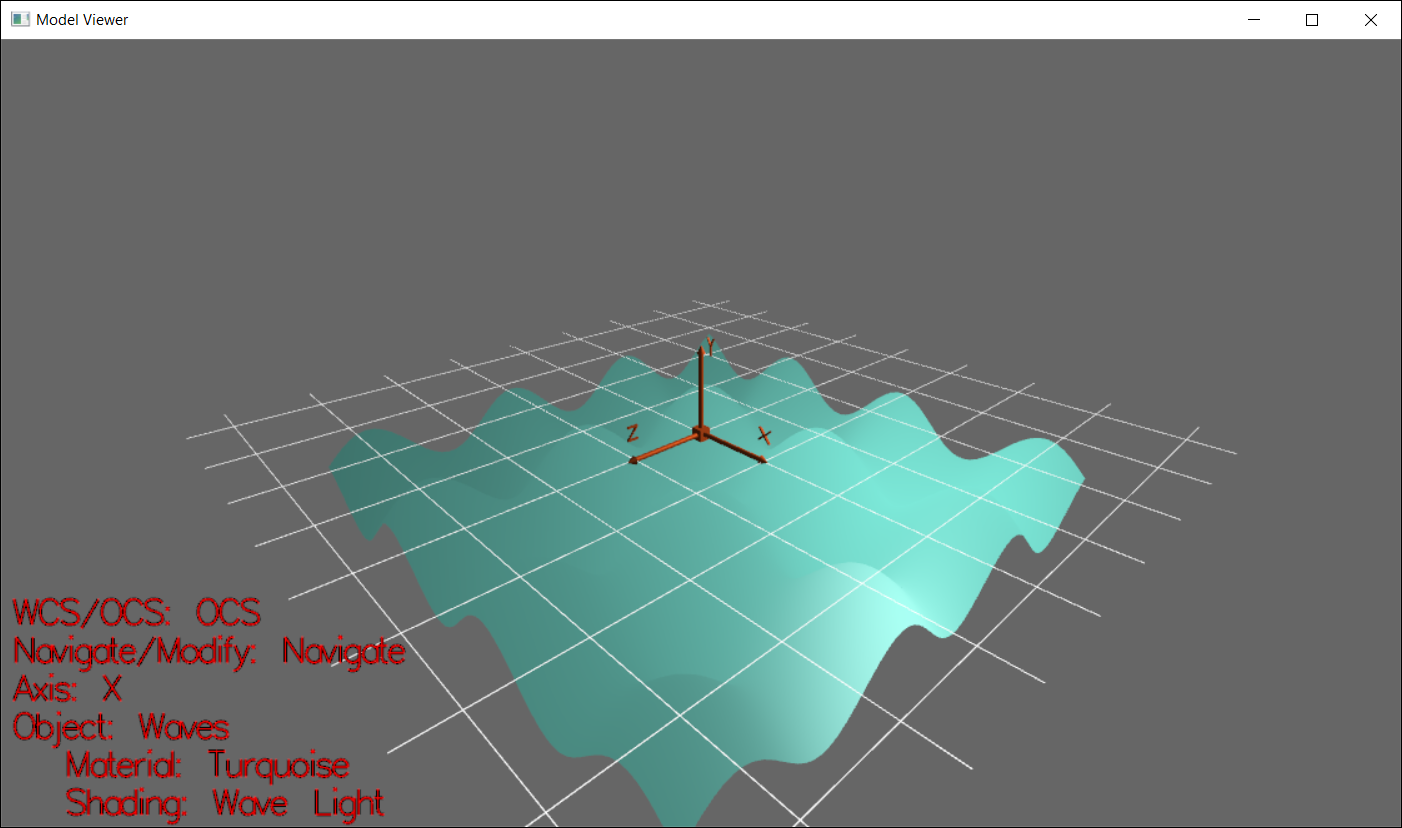 Model Viewer
Y
Z
X
WCS/OCS: OCS
Navigate/Modify: Navigate
Axis: X
Object: Waves
Material: Turquoise
Shading: Wave Light